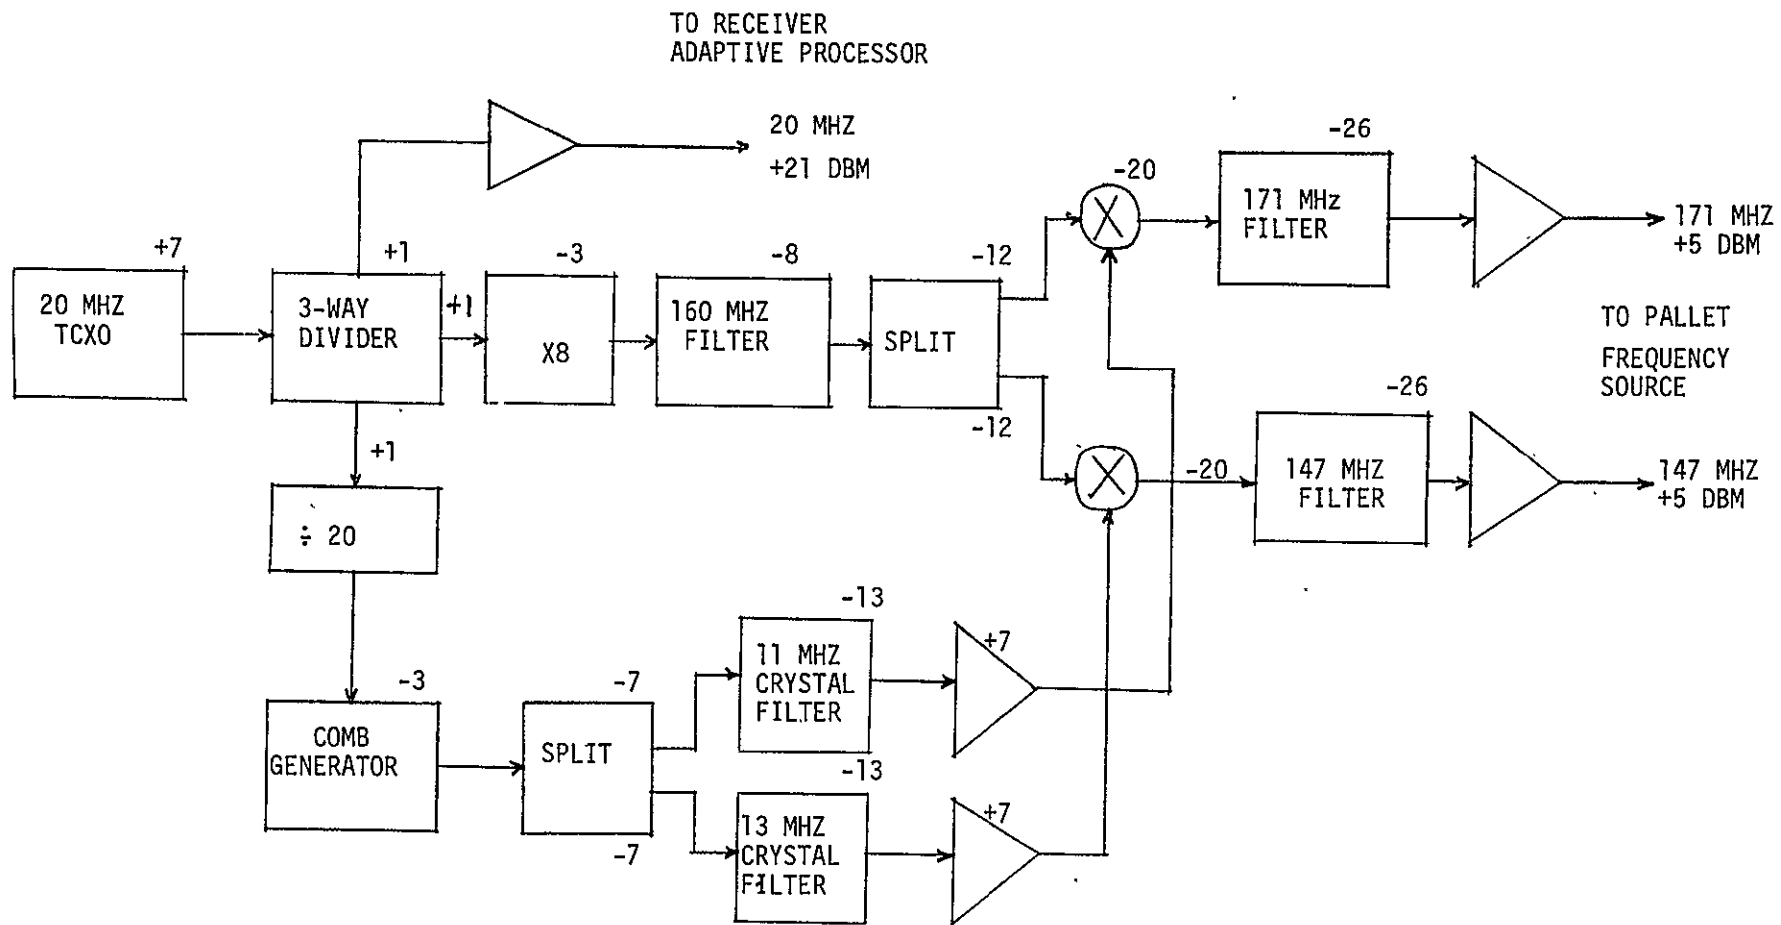 TO RECEIVER
ADAPTIVE PROCESSOR
20 MHZ
+21 DBM
+7
20 MHZ
TCXO
+1
3-WAY
DIVIDER
+1
-3
X8
-8
160 MHZ
FILTER
-12
SPLIT
-12
-20
-26
171 MHz
FILTER
171 MHZ
+5 DBM
TO PALLET
FREQUENCY
SOURCE
-20
-26
147 MHZ
FILTER
147 MHZ
+5 DBM
+1
÷ 20
-3
COMB
GENERATOR
-7
SPLIT
-7
-13
11 MHZ
CRYSTAL
FILTER
+7
-13
13 MHZ
CRYSTAL
FILTER
+7